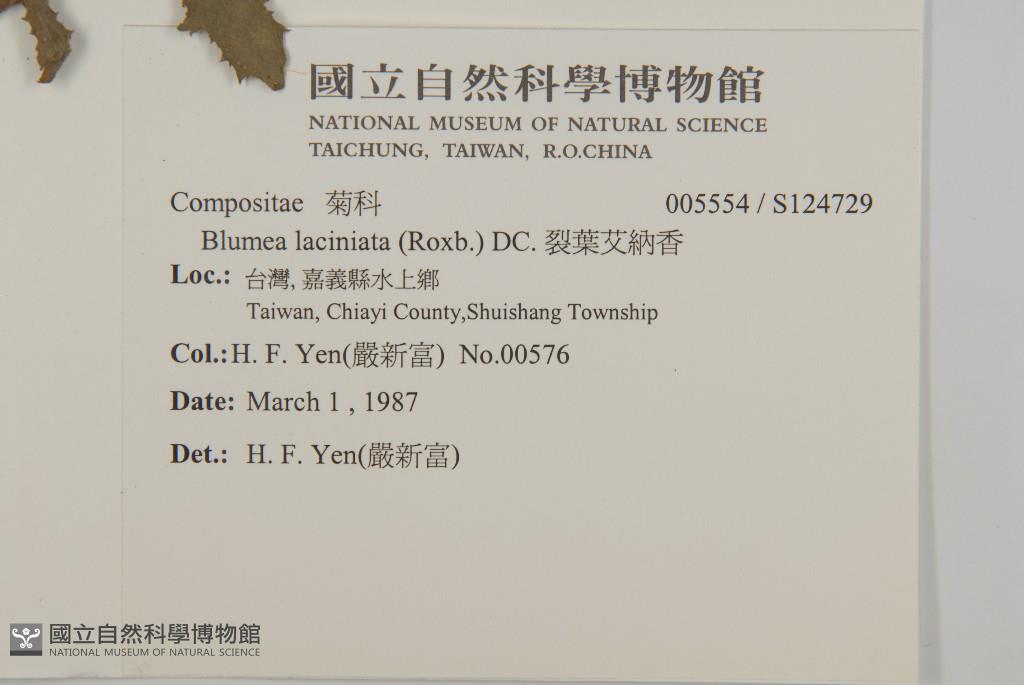 國立自然科學博物館
NATIONAL MUSEUM OF NATURAL SCIENCE
TAICHUNG, TAIWAN, R.O.CHINA
Compositae 菊科 005554 / S124729
Blumea laciniata (Roxb.) DC. 裂葉艾納香
Loc.: 台灣, 嘉義縣水上鄉
Taiwan, Chiayi County,Shuishang Township
Col.:H. F. Yen(嚴新富) No.00576
Date: March 1 , 1987
Det.: H. F. Yen(嚴新富)
國立自然科學博物館
NATIONAL MUSEUM OF NATURAL SCIENCE